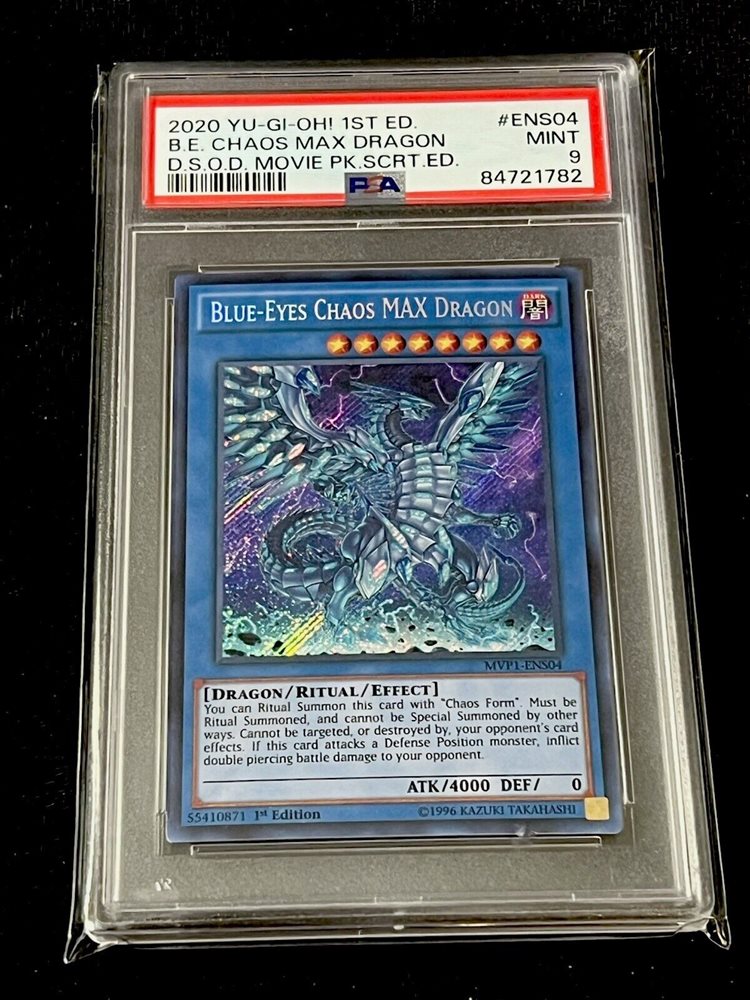 2020 YU-GI-OH! 1ST ED. #ENS04
B.E. CHAOS MAX DRAGON MINT
D.S.O.D. MOVIE PK.SCRT.ED. 9
PSA 84721782
BLUE-EYES CHAOS MAX DRAGON DARK 闇
MVP1-ENS04
[DRAGON/RITUAL/EFFECT]
You can Ritual Summon this card with "Chaos Form". Must be
Ritual Summoned, and cannot be Special Summoned by other
ways. Cannot be targeted, or destroyed by, your opponent's card
effects. If this card attacks a Defense Position monster, inflict
double piercing battle damage to your opponent.
ATK/4000 DEF/ 0
55410871 1st Edition ©1996 KAZUKI TAKAHASHI